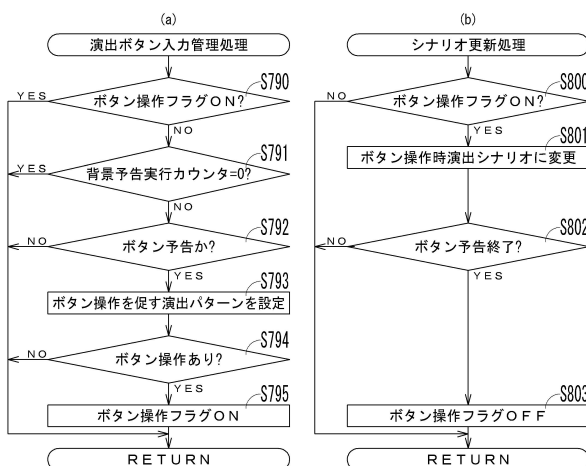 (a)
演出ボタン入力管理処理
S790
YES
ボタン操作フラグON?
NO
S791
YES
背景予告実行カウンタ=0?
NO
S792
NO
ボタン予告か?
YES
S793
ボタン操作を促す演出パターンを設定
S794
NO
ボタン操作あり?
YES
S795
ボタン操作フラグON
RETURN
(b)
シナリオ更新処理
S800
NO
ボタン操作フラグON?
YES
S801
ボタン操作時演出シナリオに変更
S802
NO
ボタン予告終了?
YES
S803
ボタン操作フラグOFF
RETURN